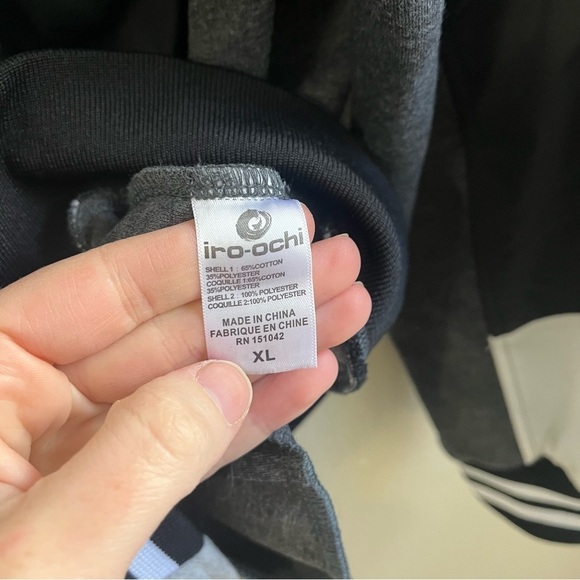 iro-ochi
SHELL 1 : 65%COTTON
35%POLYESTER
COQUILLE 1:65%COTON
35%POLYESTER
SHELL 2 : 100% POLYESTER
COQUILLE 2:100% POLYESTER
MADE IN CHINA
FABRIQUE EN CHINE
RN 151042
XL